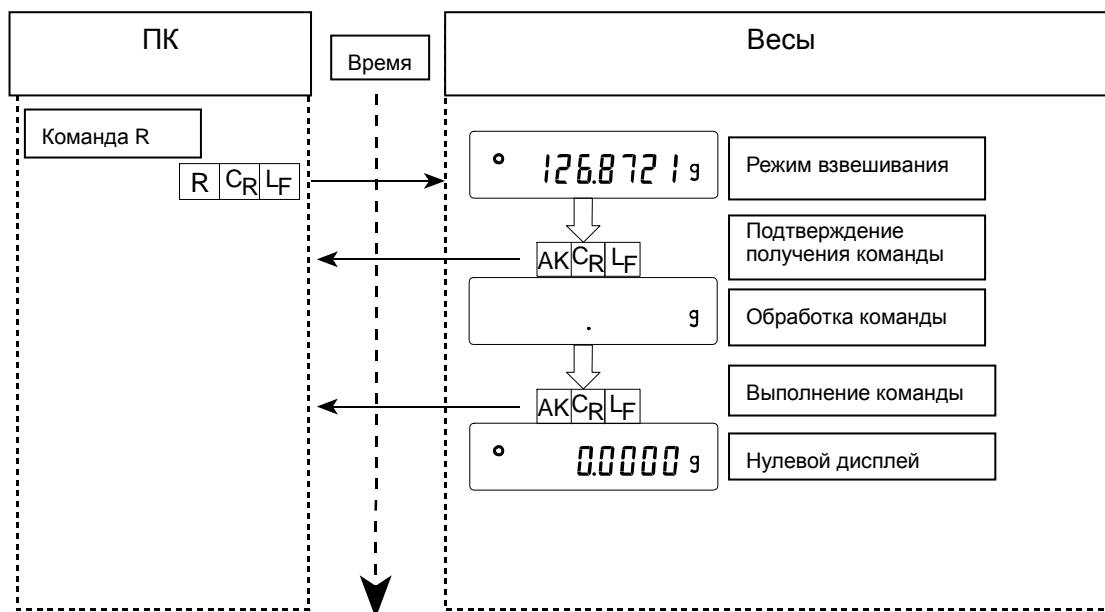 ПК
Время
Весы
Команда R
R CR LF
126.8721 g
Режим взвешивания
AK CR LF
Подтверждение
получения команды
. g
Обработка команды
AK CR LF
Выполнение команды
0.0000 g
Нулевой дисплей